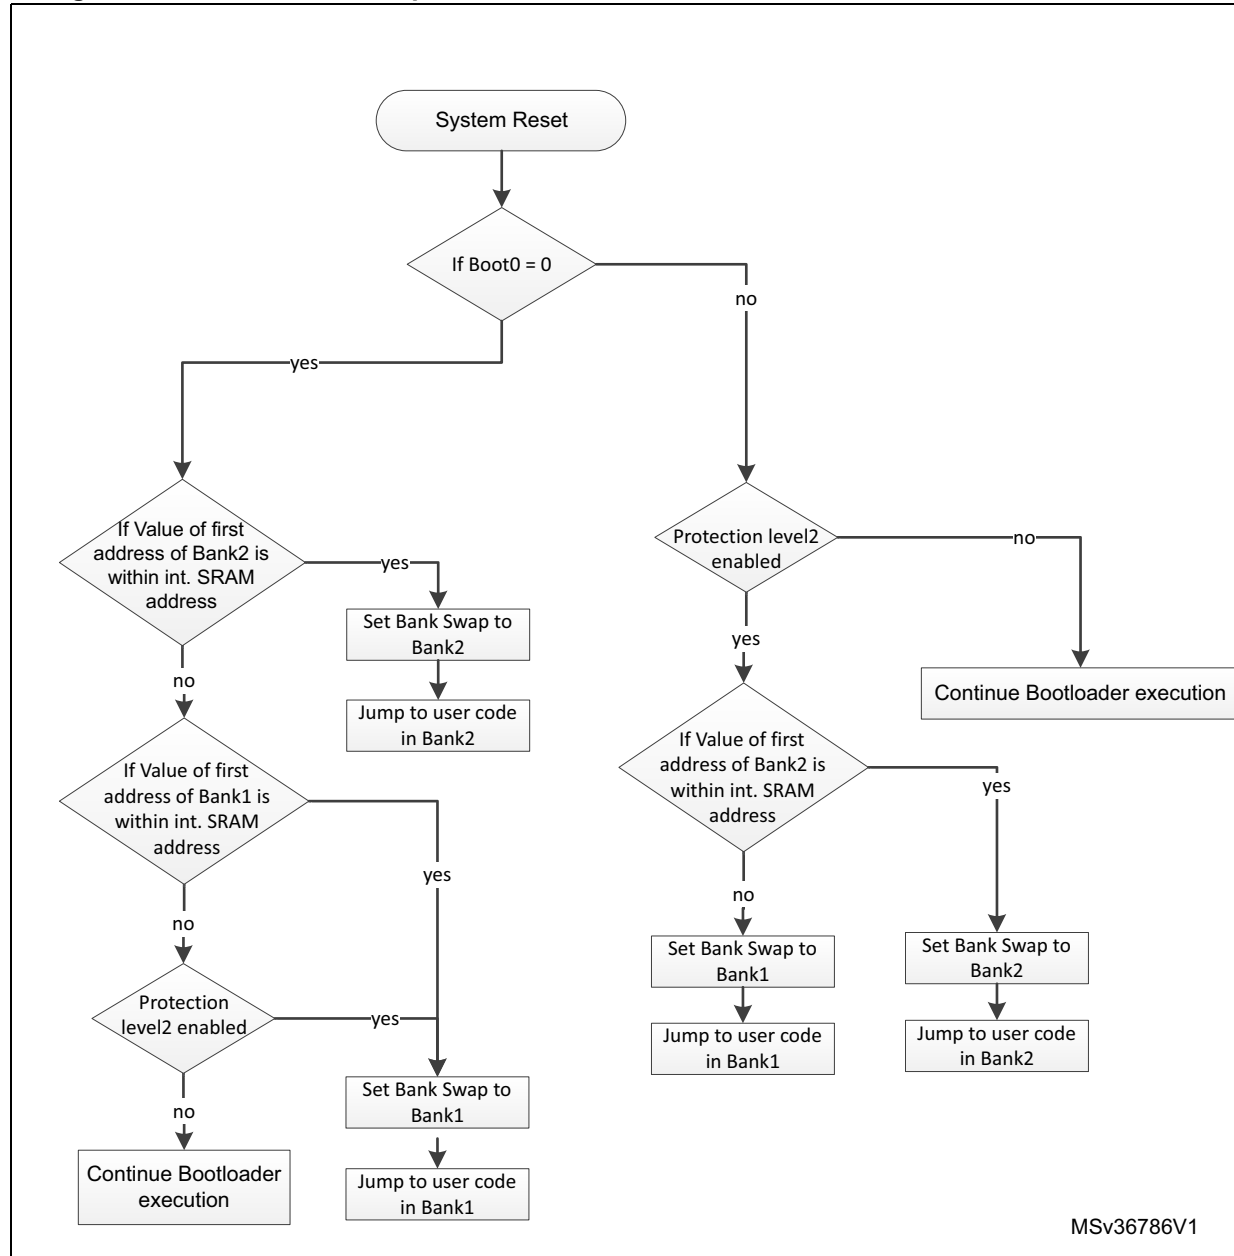 System Reset
If Boot0 = 0
no
yes
If Value of first
address of Bank2 is
within int. SRAM
address
yes
Set Bank Swap to
Bank2
Jump to user code
in Bank2
no
If Value of first
address of Bank1 is
within int. SRAM
address
yes
no
Protection
level2 enabled
yes
Set Bank Swap to
Bank1
Jump to user code
in Bank1
no
Continue Bootloader
execution
Protection level2
enabled
no
Continue Bootloader execution
yes
If Value of first
address of Bank2 is
within int. SRAM
address
yes
no
Set Bank Swap to
Bank1
Jump to user code
in Bank1
Set Bank Swap to
Bank2
Jump to user code
in Bank2
MSv36786V1